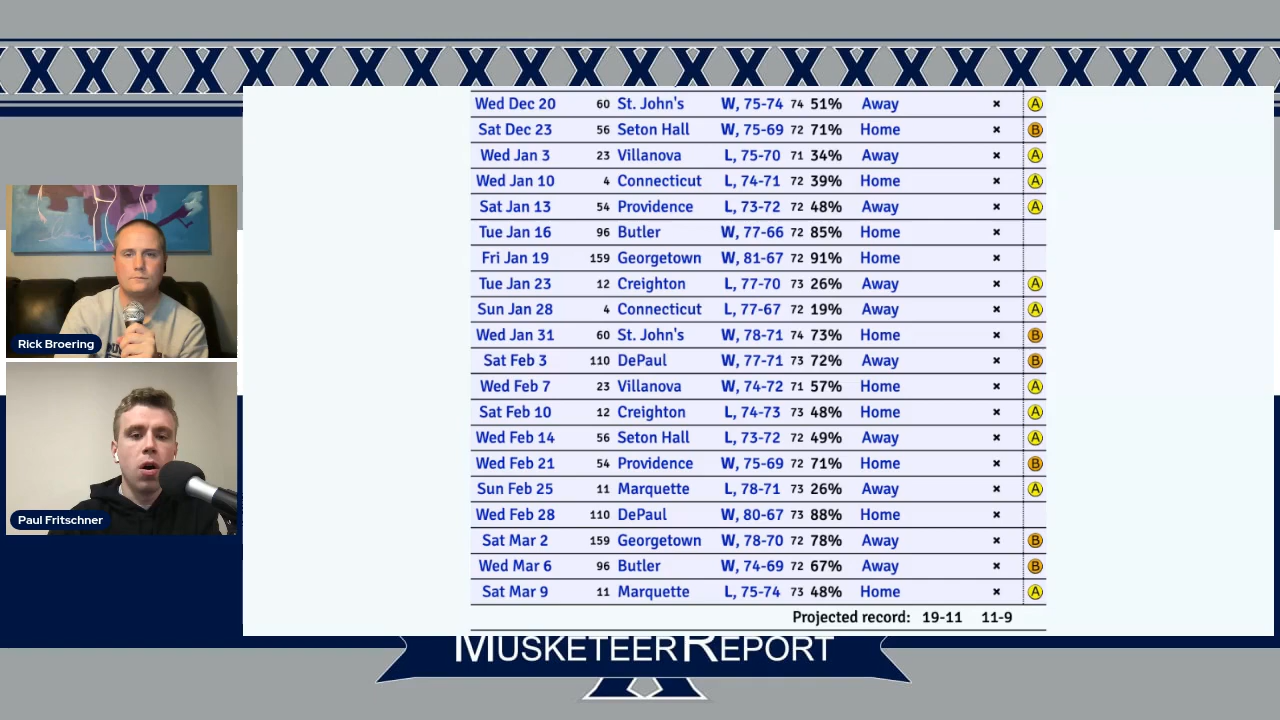 X X X X X X X X X X X X X X X X X X X X X X X
Wed Dec 20 60 St. John's W, 75-74 74 51% Away × A
Sat Dec 23 56 Seton Hall W, 75-69 72 71% Home × B
Wed Jan 3 23 Villanova L, 75-70 71 34% Away × A
Wed Jan 10 4 Connecticut L, 74-71 72 39% Home × A
Sat Jan 13 54 Providence L, 73-72 72 48% Away × A
Tue Jan 16 96 Butler W, 77-66 72 85% Home ×
Fri Jan 19 159 Georgetown W, 81-67 72 91% Home ×
Tue Jan 23 12 Creighton L, 77-70 73 26% Away × A
Sun Jan 28 4 Connecticut L, 77-67 72 19% Away × A
Wed Jan 31 60 St. John's W, 78-71 74 73% Home × B
Sat Feb 3 110 DePaul W, 77-71 73 72% Away × B
Wed Feb 7 23 Villanova W, 74-72 71 57% Home × A
Sat Feb 10 12 Creighton L, 74-73 73 48% Home × A
Wed Feb 14 56 Seton Hall L, 73-72 72 49% Away × A
Wed Feb 21 54 Providence W, 75-69 72 71% Home × B
Sun Feb 25 11 Marquette L, 78-71 73 26% Away × A
Wed Feb 28 110 DePaul W, 80-67 73 88% Home ×
Sat Mar 2 159 Georgetown W, 78-70 72 78% Away × B
Wed Mar 6 96 Butler W, 74-69 72 67% Home × B
Sat Mar 9 11 Marquette L, 75-74 73 48% Home × A
Projected record: 19-11 11-9
Rick Broering
Paul Fritschner
MUSKETEERREPORT
X